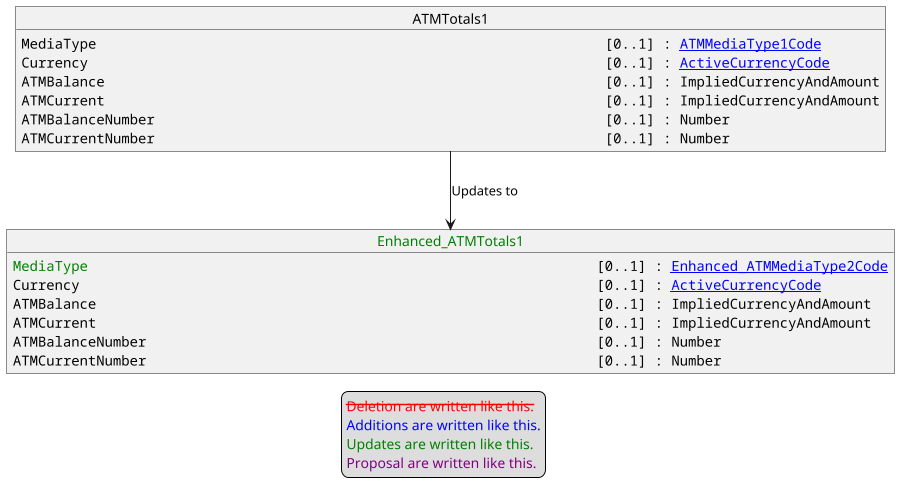 ATMTotals1
MediaType [0..1] : ATMMediaType1Code
Currency [0..1] : ActiveCurrencyCode
ATMBalance [0..1] : ImpliedCurrencyAndAmount
ATMCurrent [0..1] : ImpliedCurrencyAndAmount
ATMBalanceNumber [0..1] : Number
ATMCurrentNumber [0..1] : Number
Updates to
Enhanced_ATMTotals1
MediaType [0..1] : Enhanced_ATMMediaType2Code
Currency [0..1] : ActiveCurrencyCode
ATMBalance [0..1] : ImpliedCurrencyAndAmount
ATMCurrent [0..1] : ImpliedCurrencyAndAmount
ATMBalanceNumber [0..1] : Number
ATMCurrentNumber [0..1] : Number
Deletion are written like this.
Additions are written like this.
Updates are written like this.
Proposal are written like this.